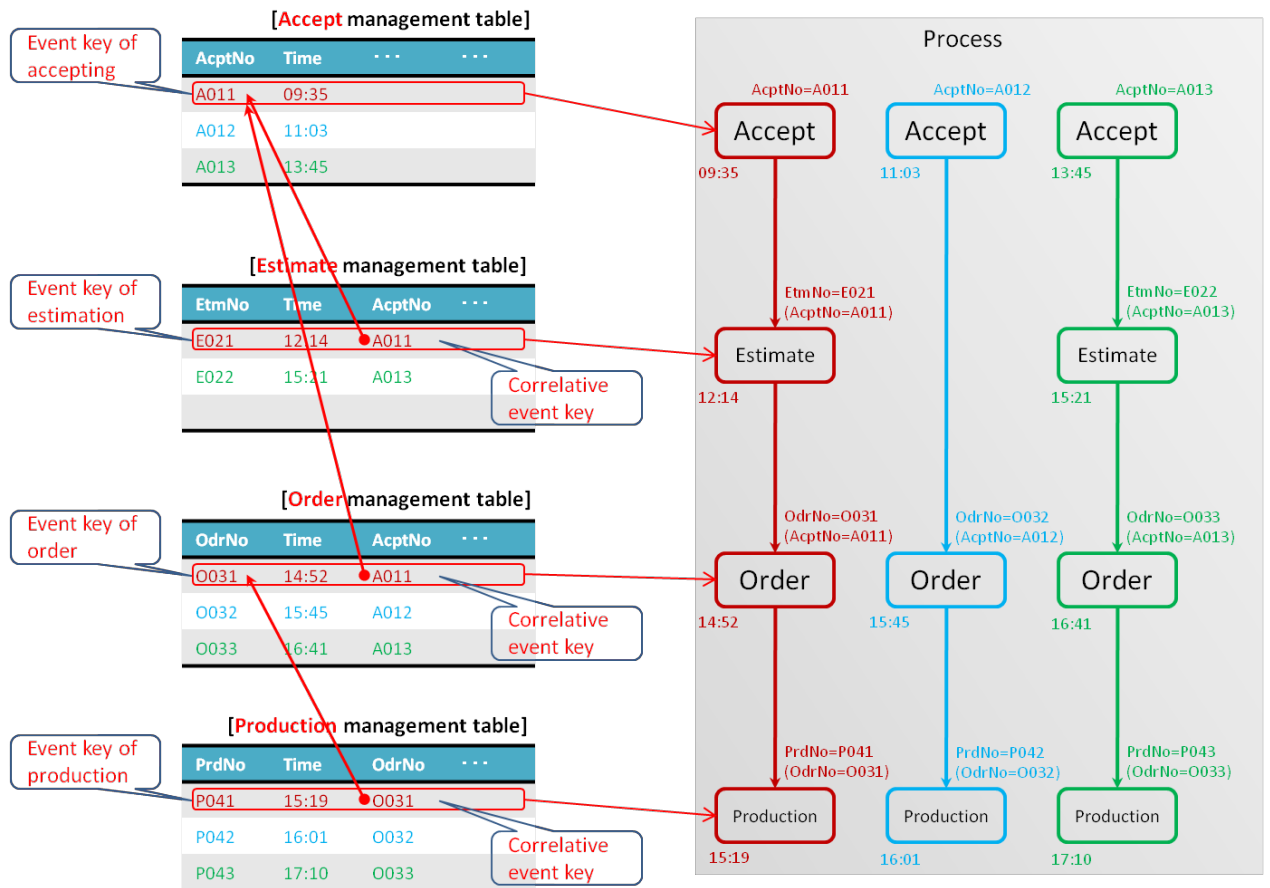 [Accept management table]
Event key of
accepting
AcptNo Time ・・・ ・・・
A011 09:35
A012 11:03
A013 13:45
[Estimate management table]
Event key of
estimation
EtmNo Time AcptNo ・・・
E021 12:14 A011
E022 15:21 A013
Correlative
event key
[Order management table]
Event key of
order
OdrNo Time AcptNo ・・・
O031 14:52 A011
O032 15:45 A012
O033 16:41 A013
Correlative
event key
[Production management table]
Event key of
production
PrdNo Time OdrNo ・・・
P041 15:19 O031
P042 16:01 O032
P043 17:10 O033
Correlative
event key
Process
AcptNo=A011 AcptNo=A012 AcptNo=A013
Accept Accept Accept
09:35 11:03 13:45
EtmNo=E021 EtmNo=E022
(AcptNo=A011) (AcptNo=A013)
Estimate Estimate
12:14 15:21
OdrNo=O031 OdrNo=O032 OdrNo=O033
(AcptNo=A011) (AcptNo=A012) (AcptNo=A013)
Order Order Order
14:52 15:45 16:41
PrdNo=P041 PrdNo=P042 PrdNo=P043
(OdrNo=O031) (OdrNo=O032) (OdrNo=O033)
Production Production Production
15:19 16:01 17:10